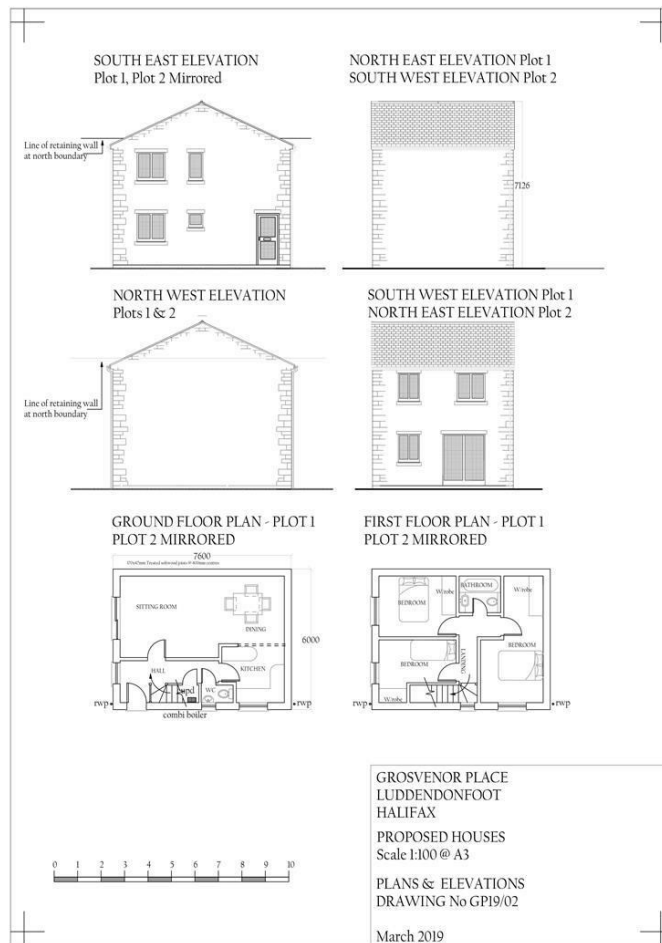 SOUTH EAST ELEVATION
Plot 1, Plot 2 Mirrored
NORTH EAST ELEVATION Plot 1
SOUTH WEST ELEVATION Plot 2
Line of retaining wall
at north boundary
7126
NORTH WEST ELEVATION
Plots 1 & 2
SOUTH WEST ELEVATION Plot 1
NORTH EAST ELEVATION Plot 2
Line of retaining wall
at north boundary
GROUND FLOOR PLAN - PLOT 1
PLOT 2 MIRRORED
FIRST FLOOR PLAN - PLOT 1
PLOT 2 MIRRORED
7600
6000
SITTING ROOM
DINING
HALL
KITCHEN
cpd
WC
rwp
rwp
combi boiler
BATHROOM
W.robe
W.robe
BEDROOM
BEDROOM
BEDROOM
LANDING
W.robe
rwp
rwp
GROSVENOR PLACE
LUDDENDONFOOT
HALIFAX
PROPOSED HOUSES
Scale 1:100 @ A3
PLANS & ELEVATIONS
DRAWING No GP19/02
March 2019
0 1 2 3 4 5 6 7 8 9 10